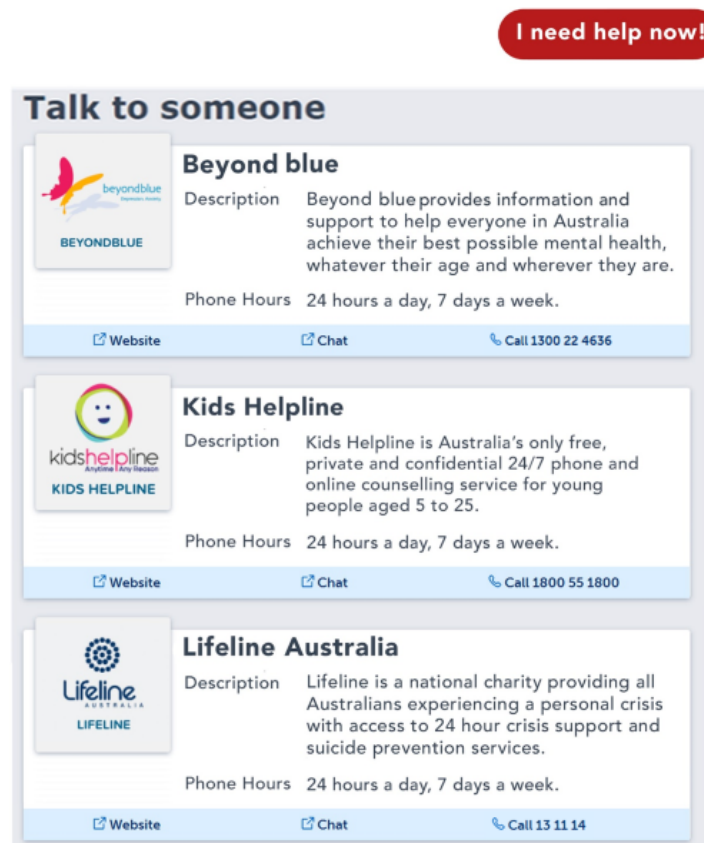 I need help now!
Talk to someone
beyondblue
Depression. Anxiety.
BEYONDBLUE
Beyond blue
Description
Beyond blue provides information and
support to help everyone in Australia
achieve their best possible mental health,
whatever their age and wherever they are.
Phone Hours
24 hours a day, 7 days a week.
Website
Chat
Call 1300 22 4636
kidshelpline
Anytime Any Reason
KIDS HELPLINE
Kids Helpline
Description
Kids Helpline is Australia's only free,
private and confidential 24/7 phone and
online counselling service for young
people aged 5 to 25.
Phone Hours
24 hours a day, 7 days a week.
Website
Chat
Call 1800 55 1800
Lifeline
AUSTRALIA
LIFELINE
Lifeline Australia
Description
Lifeline is a national charity providing all
Australians experiencing a personal crisis
with access to 24 hour crisis support and
suicide prevention services.
Phone Hours
24 hours a day, 7 days a week.
Website
Chat
Call 13 11 14